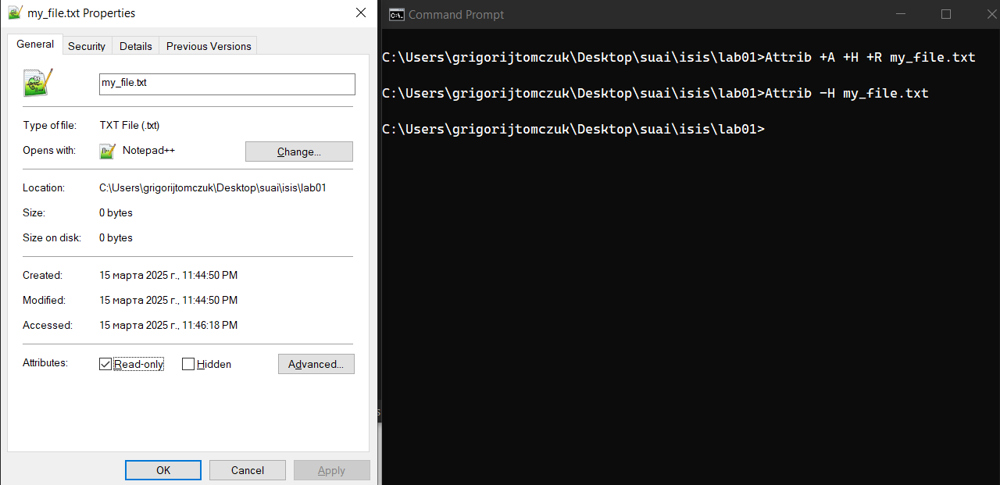 my_file.txt Properties
General Security Details Previous Versions
my_file.txt
Type of file: TXT File (.txt)
Opens with: Notepad++ Change...
Location: C:\Users\grigorijtomczuk\Desktop\suai\isis\lab01
Size: 0 bytes
Size on disk: 0 bytes
Created: 15 марта 2025 г., 11:44:50 PM
Modified: 15 марта 2025 г., 11:44:50 PM
Accessed: 15 марта 2025 г., 11:46:18 PM
Attributes: Read-only Hidden Advanced...
OK Cancel Apply
Command Prompt
C:\Users\grigorijtomczuk\Desktop\suai\isis\lab01>Attrib +A +H +R my_file.txt
C:\Users\grigorijtomczuk\Desktop\suai\isis\lab01>Attrib -H my_file.txt
C:\Users\grigorijtomczuk\Desktop\suai\isis\lab01>